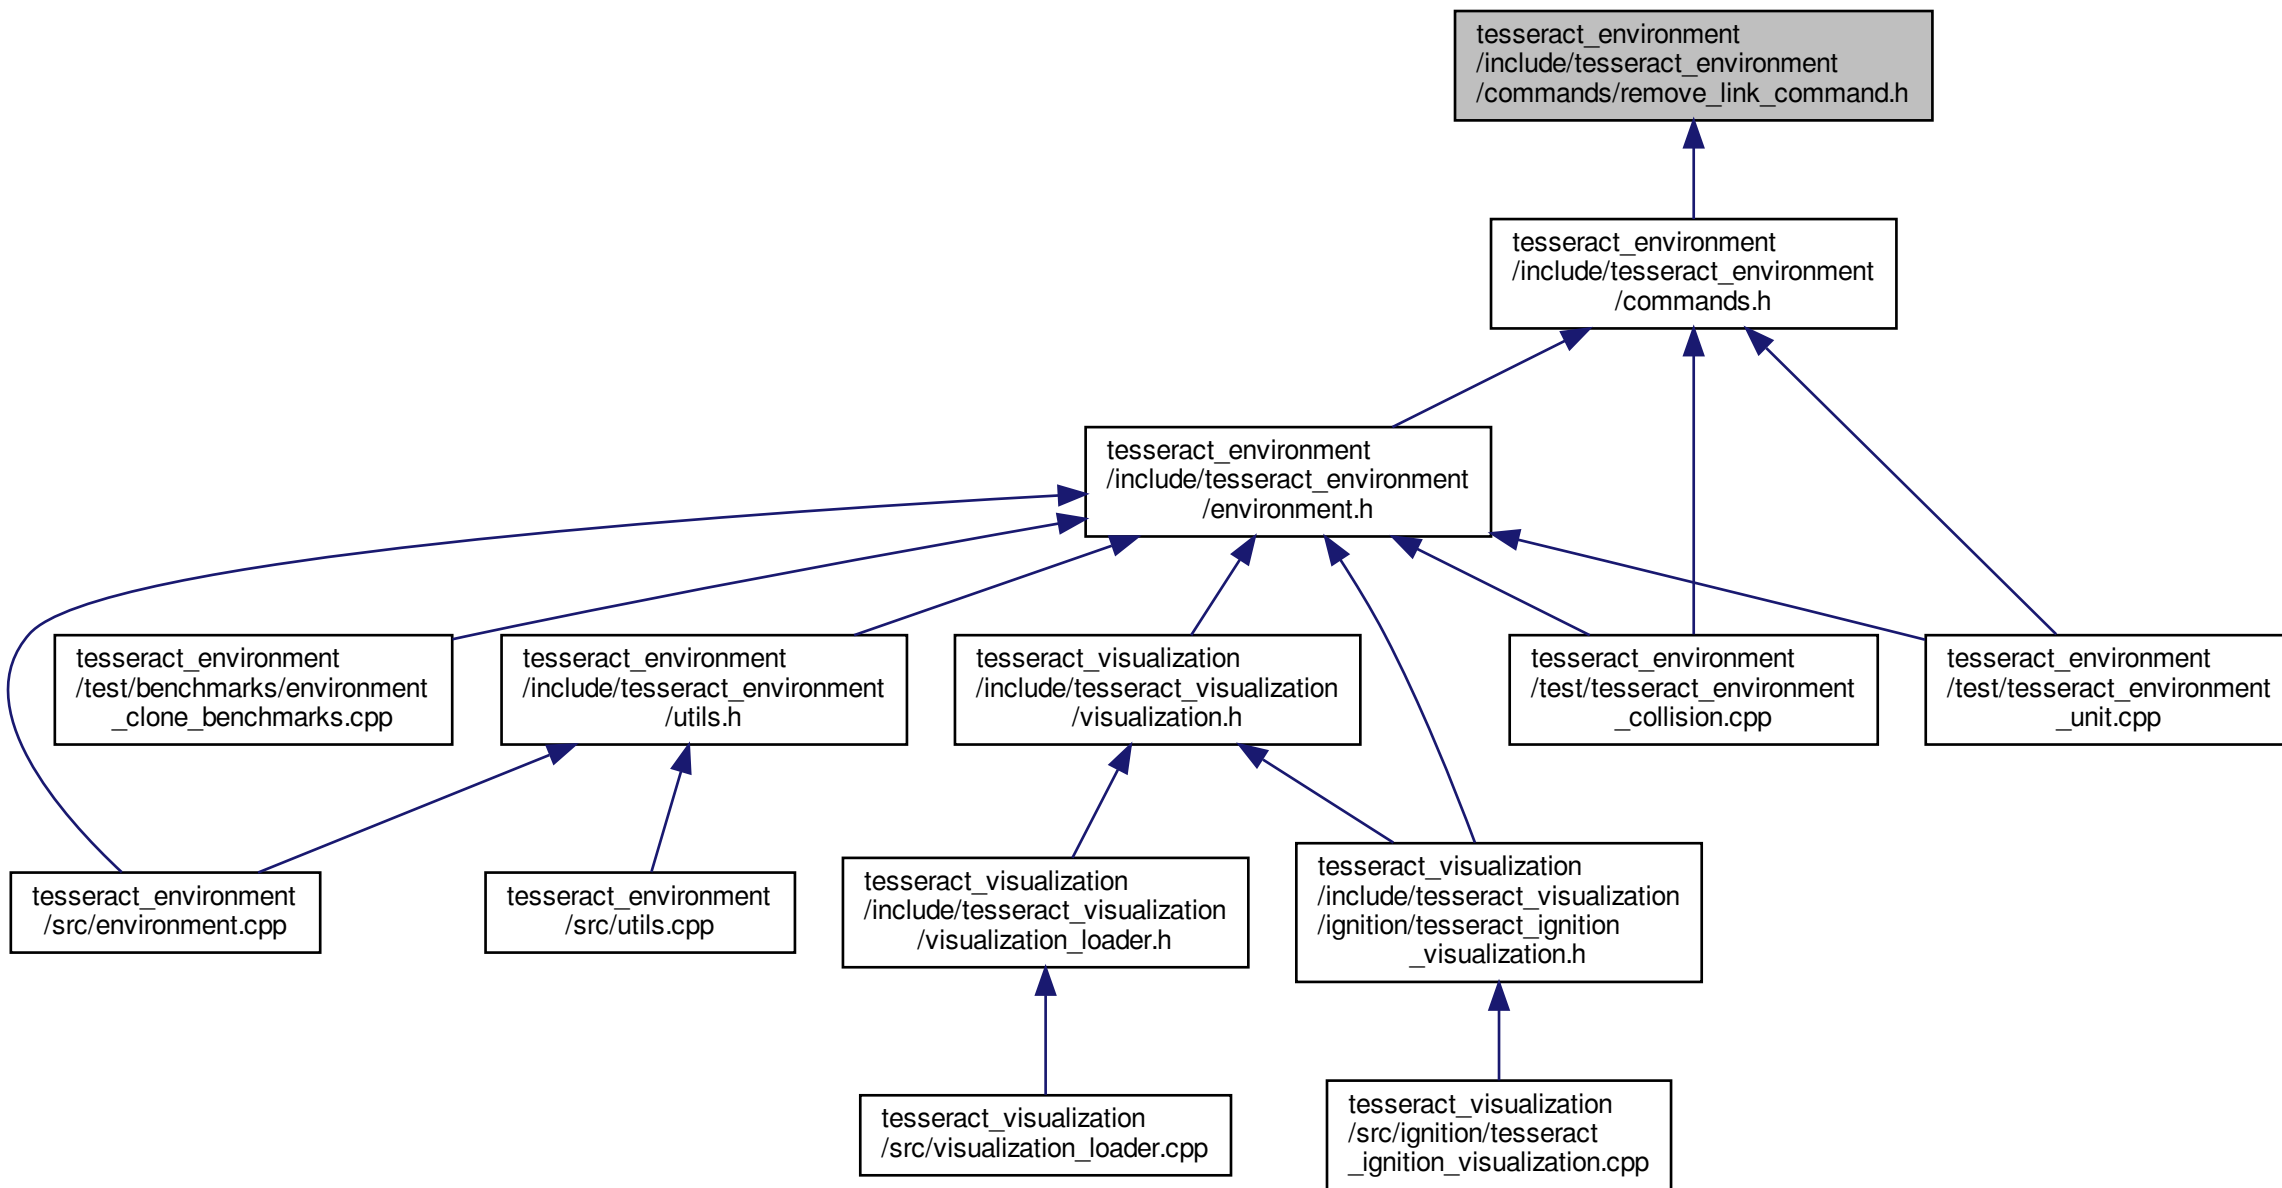 tesseract_environment
/include/tesseract_environment
/commands/remove_link_command.h
tesseract_environment
/include/tesseract_environment
/commands.h
tesseract_environment
/include/tesseract_environment
/environment.h
tesseract_environment
/test/benchmarks/environment
_clone_benchmarks.cpp
tesseract_environment
/include/tesseract_environment
/utils.h
tesseract_visualization
/include/tesseract_visualization
/visualization.h
tesseract_environment
/test/tesseract_environment
_collision.cpp
tesseract_environment
/test/tesseract_environment
_unit.cpp
tesseract_environment
/src/environment.cpp
tesseract_environment
/src/utils.cpp
tesseract_visualization
/include/tesseract_visualization
/visualization_loader.h
tesseract_visualization
/include/tesseract_visualization
/ignition/tesseract_ignition
_visualization.h
tesseract_visualization
/src/visualization_loader.cpp
tesseract_visualization
/src/ignition/tesseract
_ignition_visualization.cpp